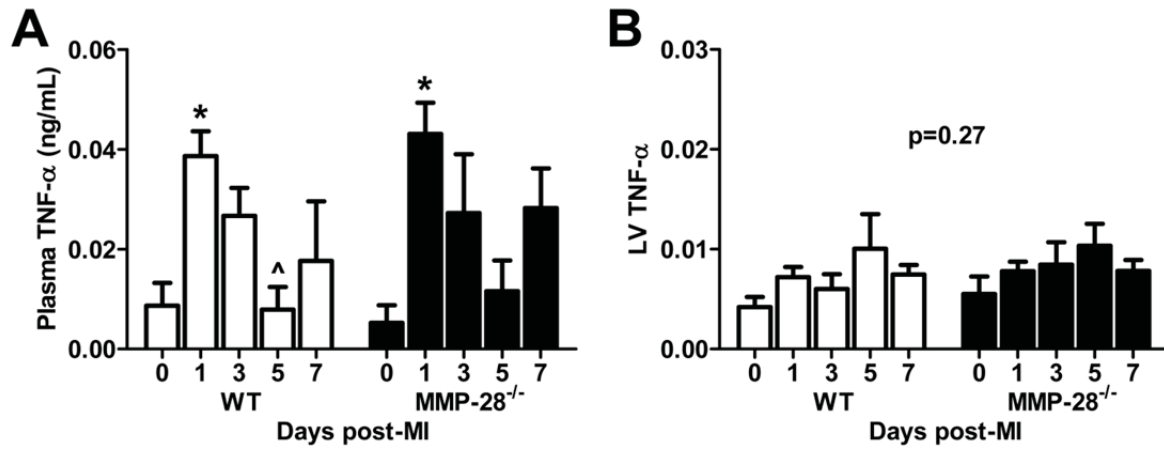 A
Plasma TNF-α (ng/mL)
0.06
0.04
0.02
0.00
*
^
*
0 1 3 5 7 0 1 3 5 7
WT MMP-28-/-
Days post-MI
B
LV TNF-α
0.03
0.02
0.01
0.00
p=0.27
0 1 3 5 7 0 1 3 5 7
WT MMP-28-/-
Days post-MI